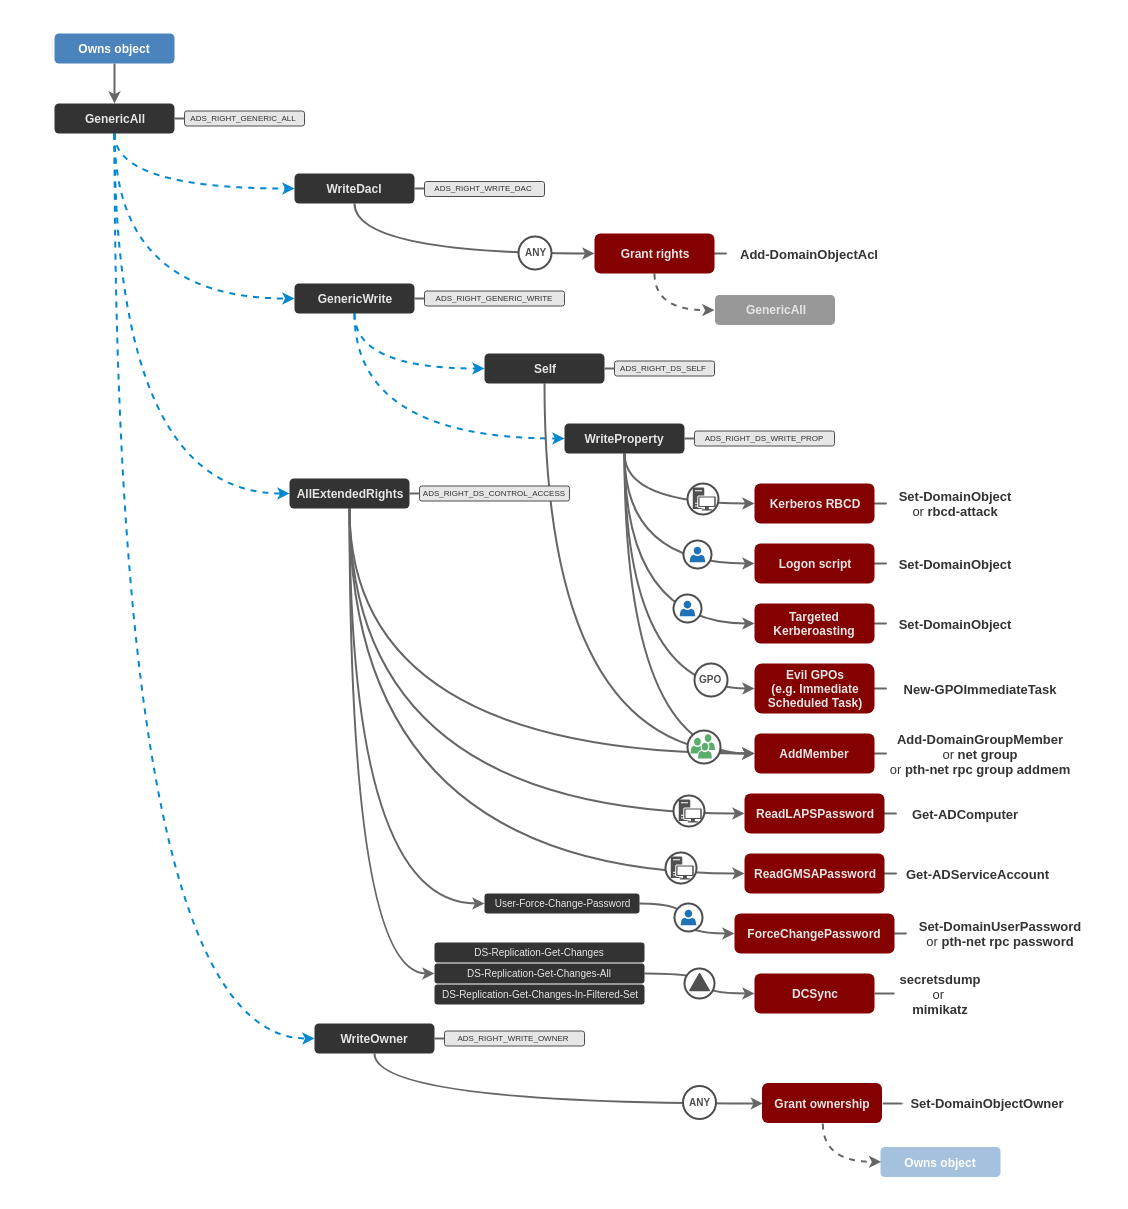 Owns object
GenericAll
ADS_RIGHT_GENERIC_ALL
WriteDacl
ADS_RIGHT_WRITE_DAC
ANY
Grant rights
Add-DomainObjectAcl
GenericWrite
ADS_RIGHT_GENERIC_WRITE
GenericAll
Self
ADS_RIGHT_DS_SELF
WriteProperty
ADS_RIGHT_DS_WRITE_PROP
AllExtendedRights
ADS_RIGHT_DS_CONTROL_ACCESS
Kerberos RBCD
Set-DomainObject
or rbcd-attack
Logon script
Set-DomainObject
Targeted
Kerberoasting
Set-DomainObject
GPO
Evil GPOs
(e.g. Immediate
Scheduled Task)
New-GPOImmediateTask
AddMember
Add-DomainGroupMember
or net group
or pth-net rpc group addmem
ReadLAPSPassword
Get-ADComputer
ReadGMSAPassword
Get-ADServiceAccount
User-Force-Change-Password
ForceChangePassword
Set-DomainUserPassword
or pth-net rpc password
DS-Replication-Get-Changes
DS-Replication-Get-Changes-All
DS-Replication-Get-Changes-In-Filtered-Set
DCSync
secretsdump
or
mimikatz
WriteOwner
ADS_RIGHT_WRITE_OWNER
ANY
Grant ownership
Set-DomainObjectOwner
Owns object